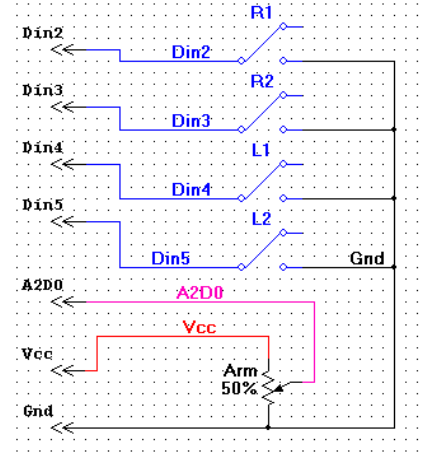 R1
Din2
Din2
R2
Din3
Din3
L1
Din4
Din4
L2
Din5
Din5 Gnd
A2D0
A2D0
Vcc
Vcc
Arm
50%
Gnd